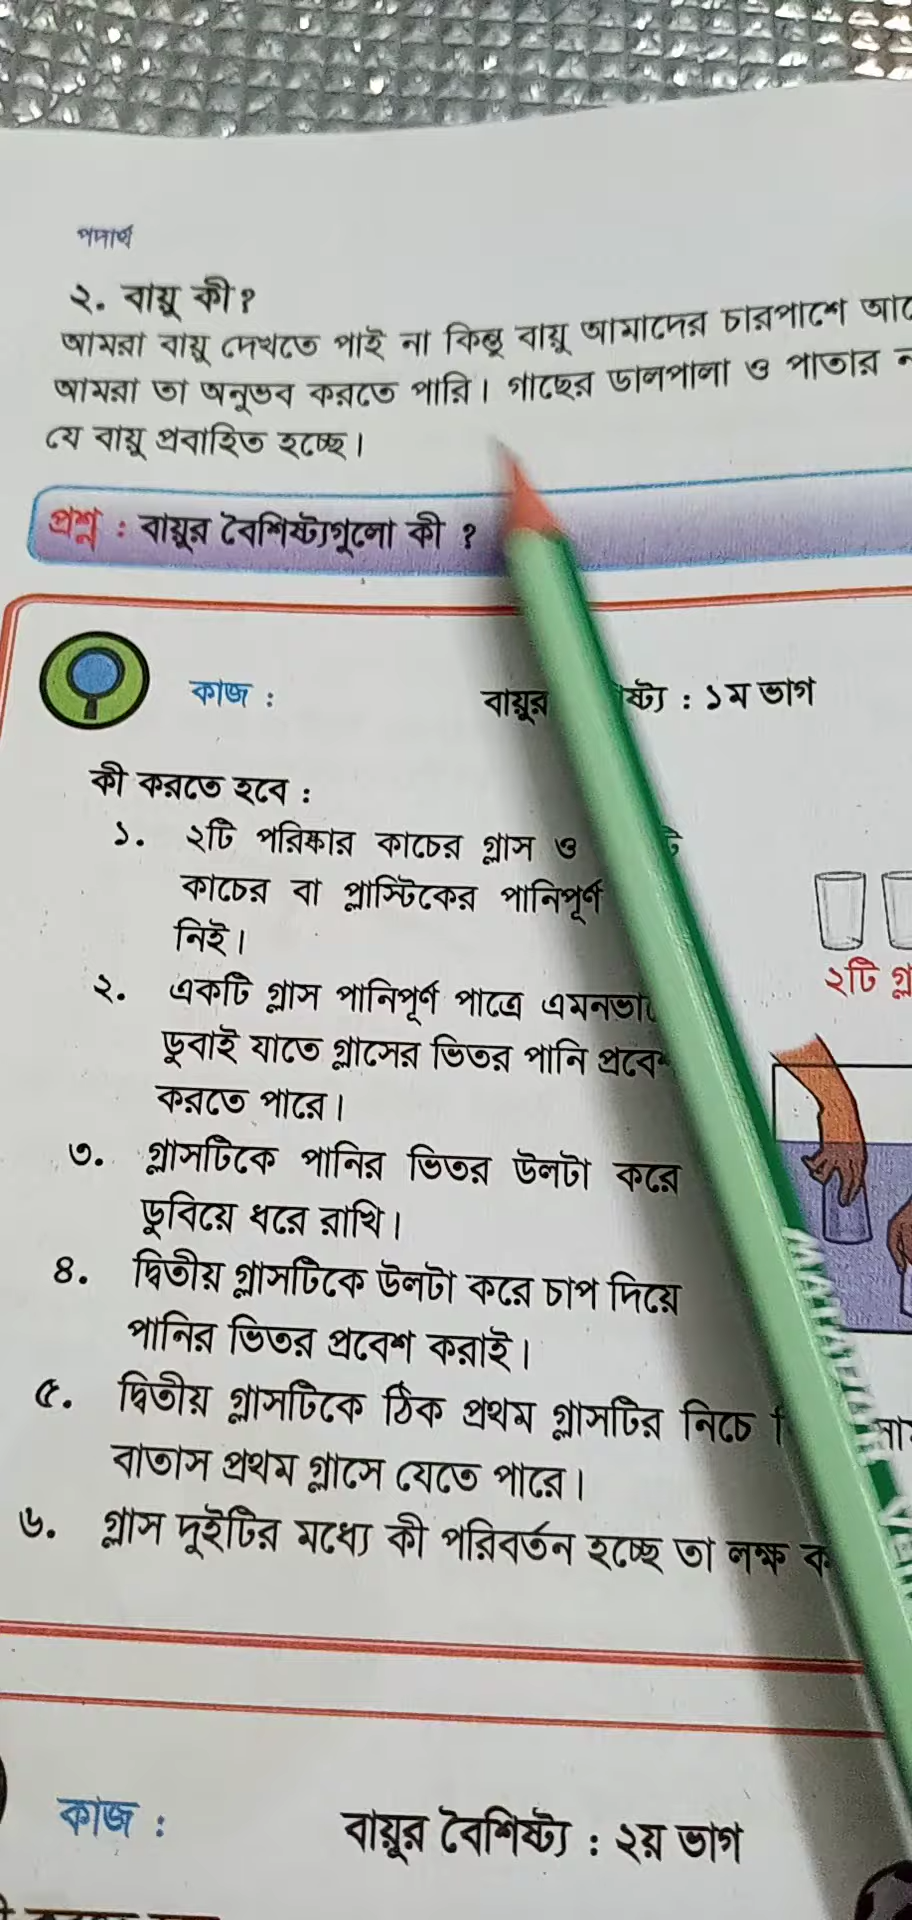 পদার্থ
২. বায়ু কী?
আমরা বায়ু দেখতে পাই না কিন্তু বায়ু আমাদের চারপাশে
আমরা তা অনুভব করতে পারি। গাছের ডালপালা ও পাতার
যে বায়ু প্রবাহিত হচ্ছে।
প্রশ্ন : বায়ুর বৈশিষ্ট্যগুলো কী ?
কাজ : বায়ুর ষ্ট্য : ১ম ভাগ
কী করতে হবে :
১. ২টি পরিষ্কার কাচের গ্লাস ও
কাচের বা প্লাস্টিকের পানিপূর্ণ
নিই।
২টি
২. একটি গ্লাস পানিপূর্ণ পাত্রে
ডুবাই যাতে গ্লাসের ভিতর পানি
করতে পারে।
৩. গ্লাসটিকে পানির ভিতর উলটা করে
ডুবিয়ে ধরে রাখি।
৪. দ্বিতীয় গ্লাসটিকে উলটা করে চাপ দিয়ে
পানির ভিতর প্রবেশ করাই।
৫. দ্বিতীয় গ্লাসটিকে ঠিক প্রথম গ্লাসটির নিচে
বাতাস প্রথম গ্লাসে যেতে পারে।
৬. গ্লাস দুইটির মধ্যে কী পরিবর্তন হচ্ছে তা লক্ষ
কাজ : বায়ুর বৈশিষ্ট্য : ২য় ভাগ